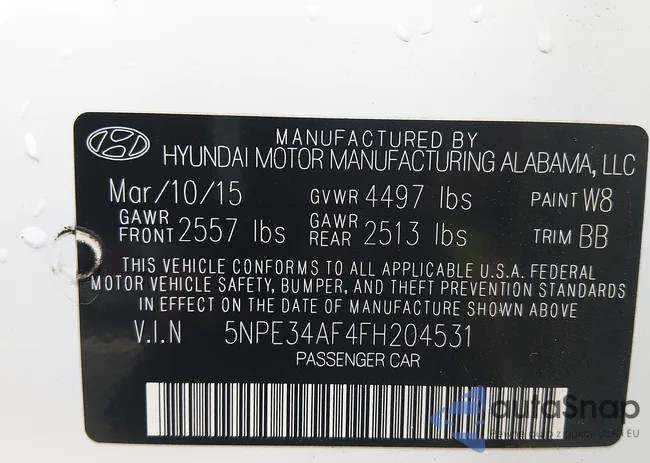 MANUFACTURED BY
HYUNDAI MOTOR MANUFACTURING ALABAMA, LLC
Mar/10/15 GVWR 4497 lbs PAINT W8
GAWR FRONT 2557 lbs GAWR REAR 2513 lbs TRIM BB
THIS VEHICLE CONFORMS TO ALL APPLICABLE U.S.A. FEDERAL
MOTOR VEHICLE SAFETY, BUMPER, AND THEFT PREVENTION STANDARDS
IN EFFECT ON THE DATE OF MANUFACTURE SHOWN ABOVE
V.I.N 5NPE34AF4FH204531
PASSENGER CAR
autaSnap